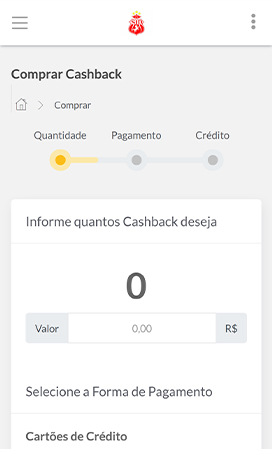 Comprar Cashback
Comprar
Quantidade Pagamento Crédito
Informe quantos Cashback deseja
0
Valor 0,00 R$
Selecione a Forma de Pagamento
Cartões de Crédito